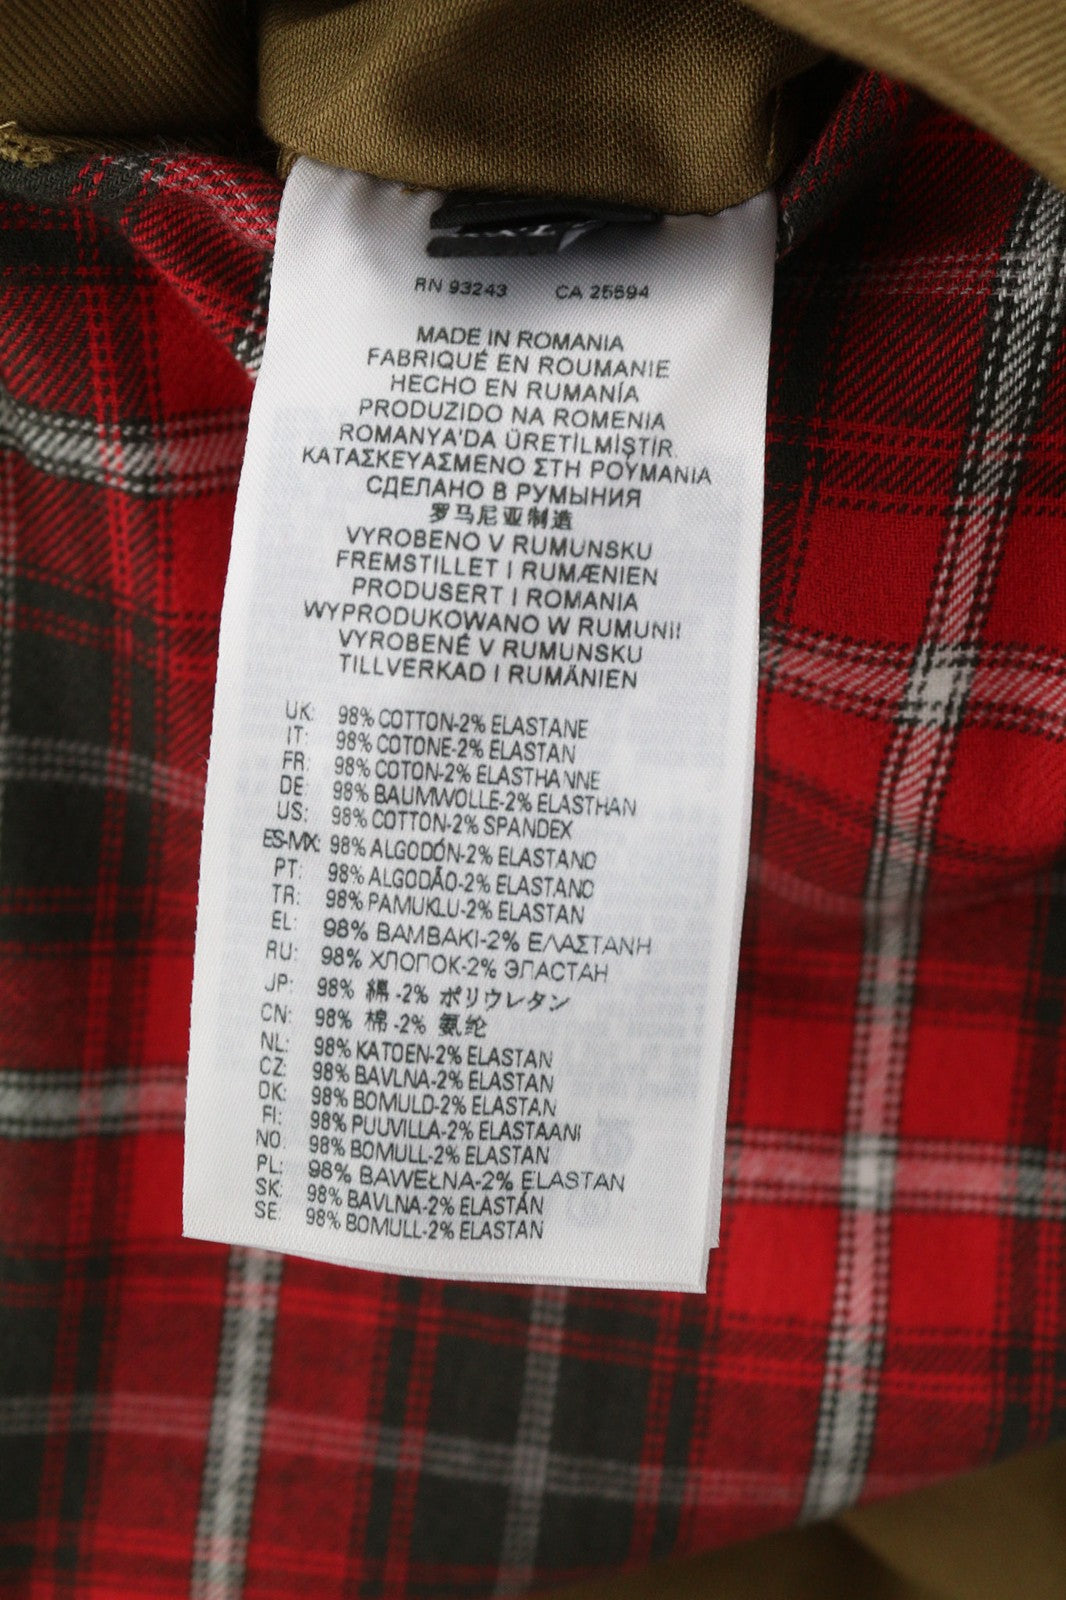 RN 93243 CA 25594
MADE IN ROMANIA
FABRIQUÉ EN ROUMANIE
HECHO EN RUMANÍA
PRODUZIDO NA ROMENIA
ROMANYA'DA ÜRETİLMİŞTİR.
ΚΑΤΑΣΚΕΥΑΣΜΕΝΟ ΣΤΗ ΡΟΥΜΑΝΙΑ
СДЕЛАНО В РУМЫНИЯ
罗马尼亚制造
VYROBENO V RUMUNSKU
FREMSTILLET I RUMÆNIEN
PRODUSERT I ROMANIA
WYPRODUKOWANO W RUMUNII
VYROBENÉ V RUMUNSKU
TILLVERKAD I RUMÄNIEN
UK: 98% COTTON-2% ELASTANE
IT: 98% COTONE-2% ELASTAN
FR: 98% COTON-2% ELASTHANNE
DE: 98% BAUMWOLLE-2% ELASTHAN
US: 98% COTTON-2% SPANDEX
ES-MX: 98% ALGODÓN-2% ELASTANO
PT: 98% ALGODÃO-2% ELASTANO
TR: 98% PAMUKLU-2% ELASTAN
EL: 98% ΒΑΜΒΑΚΙ-2% ΕΛΑΣΤΑΝΗ
RU: 98% ХЛОПОК-2% ЭЛАСТАН
JP: 98% 綿 -2% ポリウレタン
CN: 98% 棉 -2% 氨纶
NL: 98% KATOEN-2% ELASTAN
CZ: 98% BAVLNA-2% ELASTAN
DK: 98% BOMULD-2% ELASTAN
FI: 98% PUUVILLA-2% ELASTAANI
NO: 98% BOMULL-2% ELASTAN
PL: 98% BAWEŁNA-2% ELASTAN
SK: 98% BAVLNA-2% ELASTÁN
SE: 98% BOMULL-2% ELASTAN